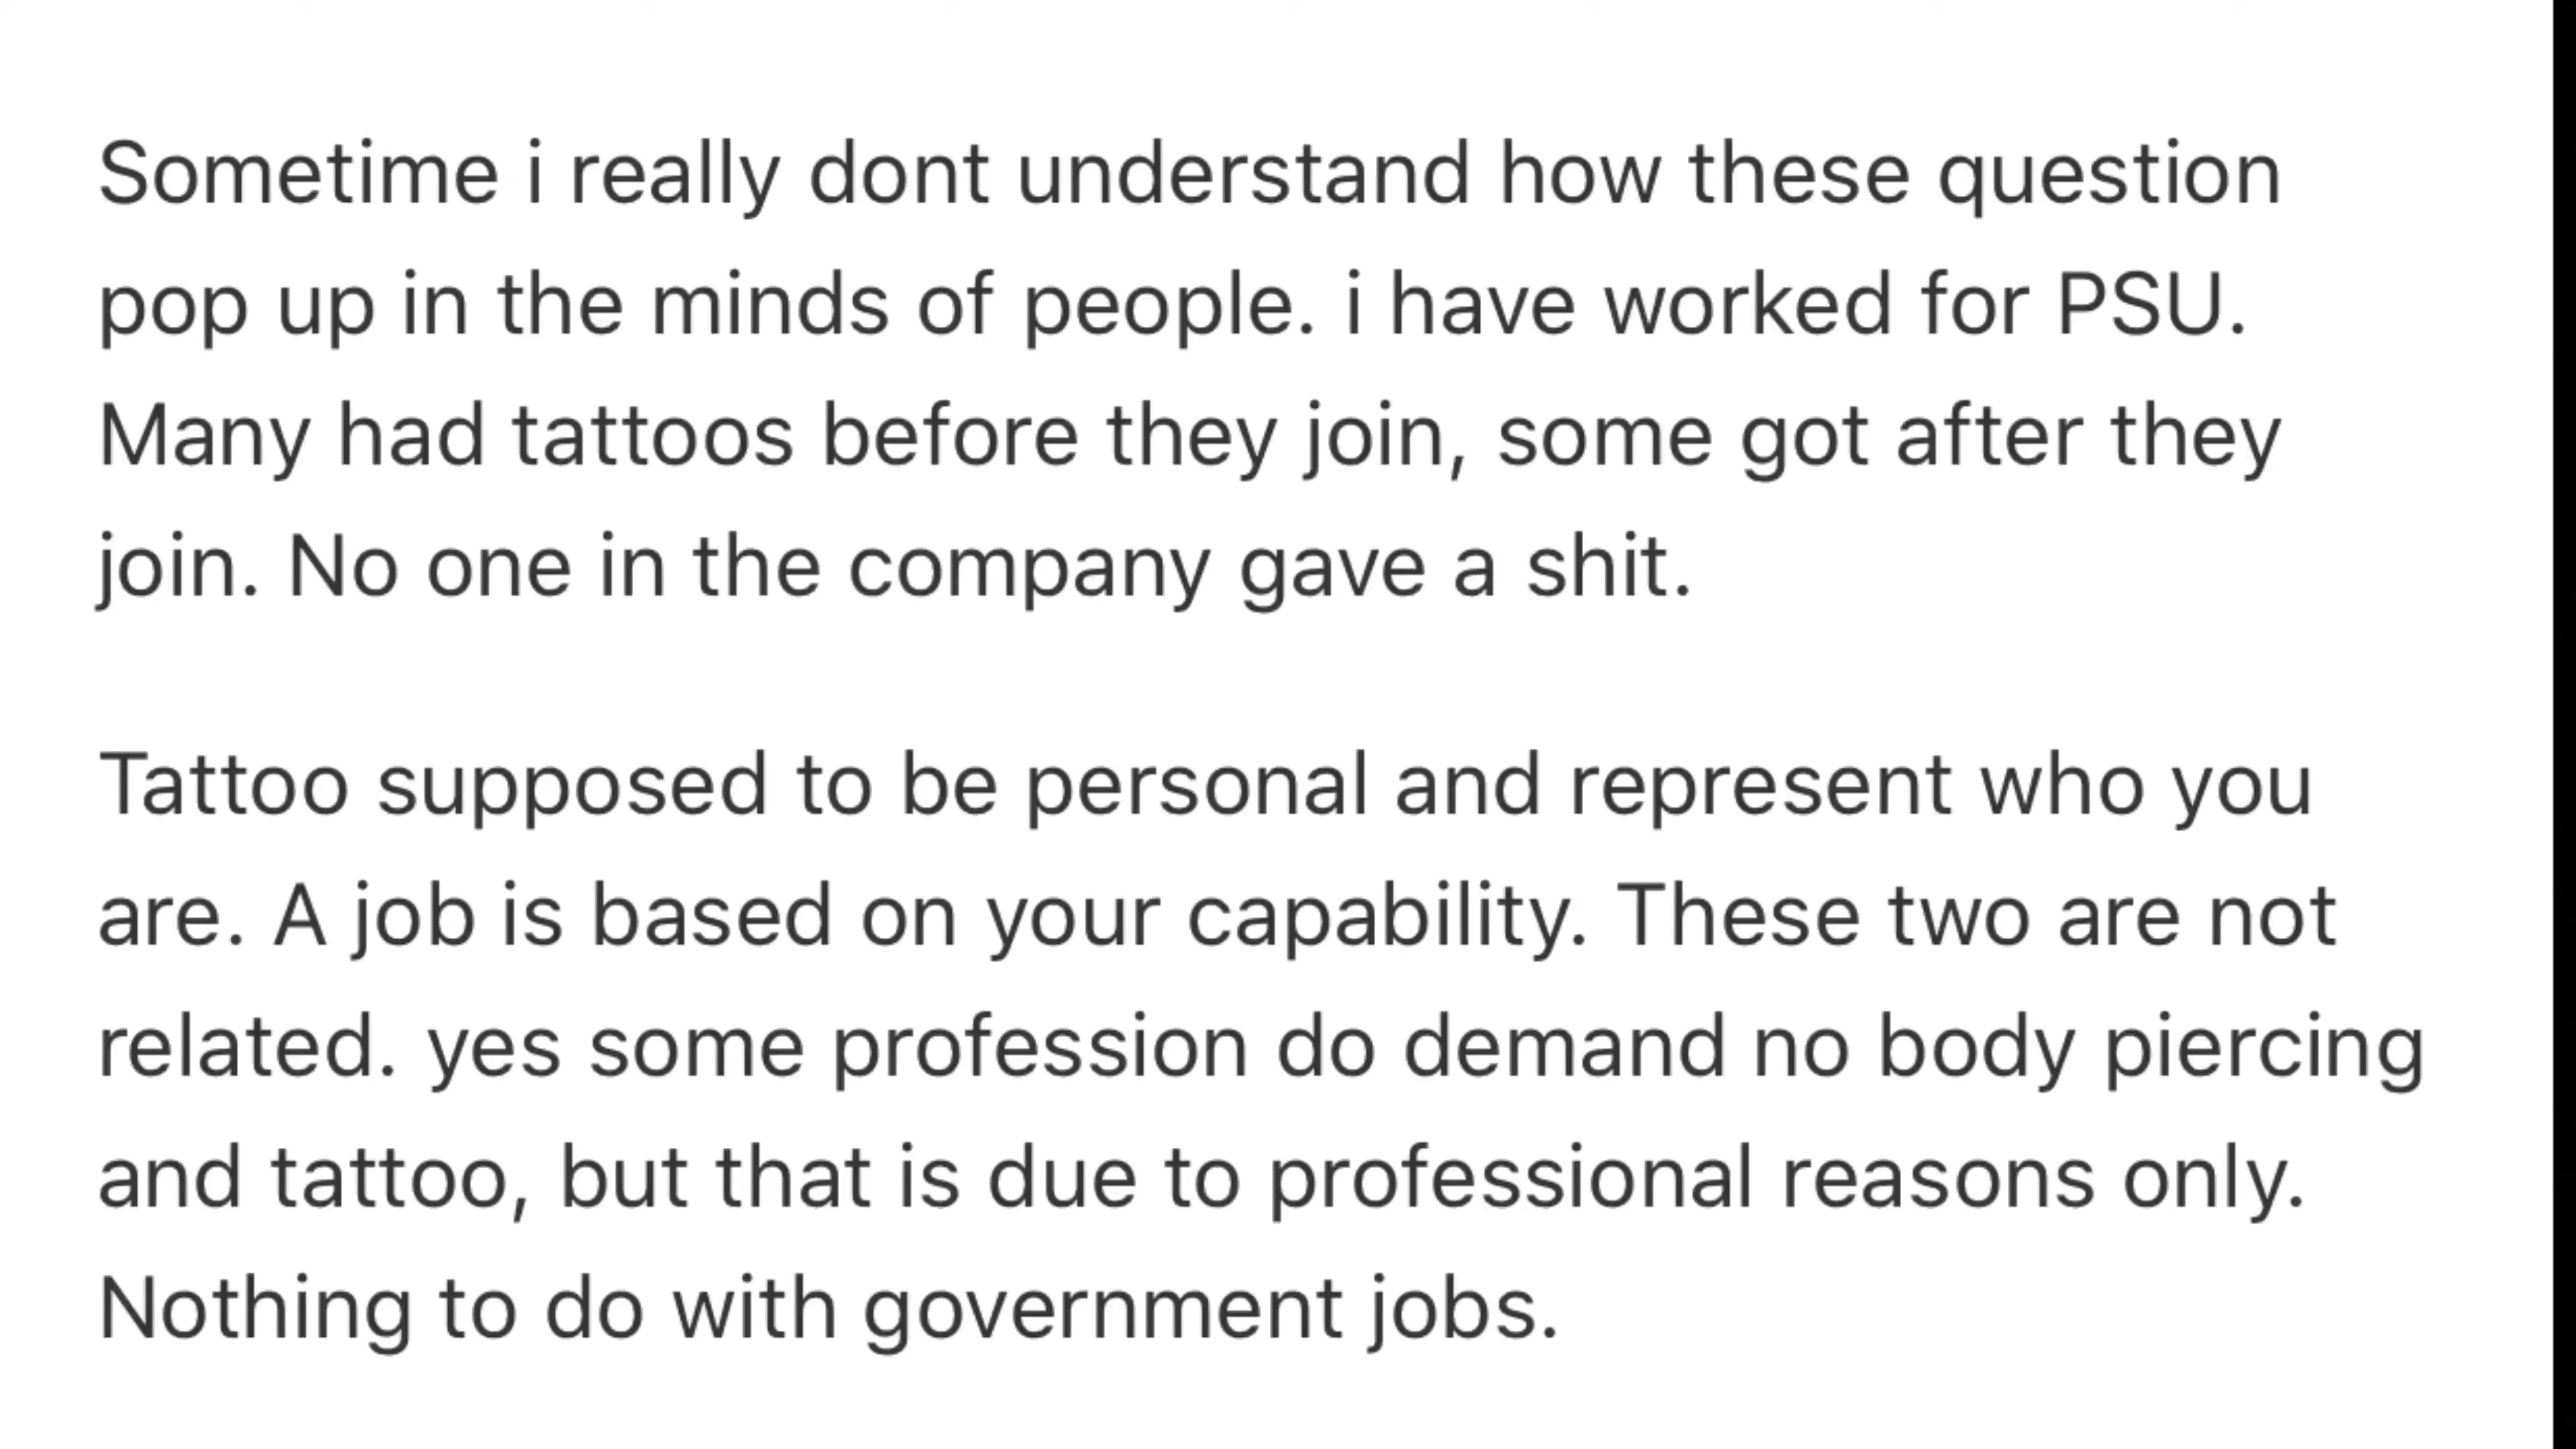 Sometime i really dont understand how these question
pop up in the minds of people. i have worked for PSU.
Many had tattoos before they join, some got after they
join. No one in the company gave a shit.
Tattoo supposed to be personal and represent who you
are. A job is based on your capability. These two are not
related. yes some profession do demand no body piercing
and tattoo, but that is due to professional reasons only.
Nothing to do with government jobs.